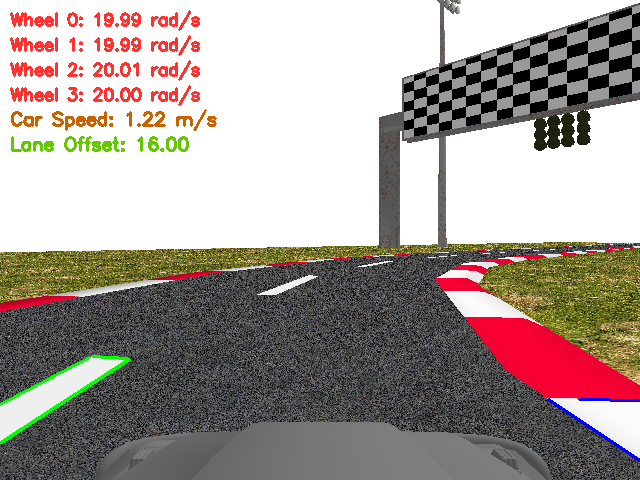 Wheel 0: 19.99 rad/s
Wheel 1: 19.99 rad/s
Wheel 2: 20.01 rad/s
Wheel 3: 20.00 rad/s
Car Speed: 1.22 m/s
Lane Offset: 16.00